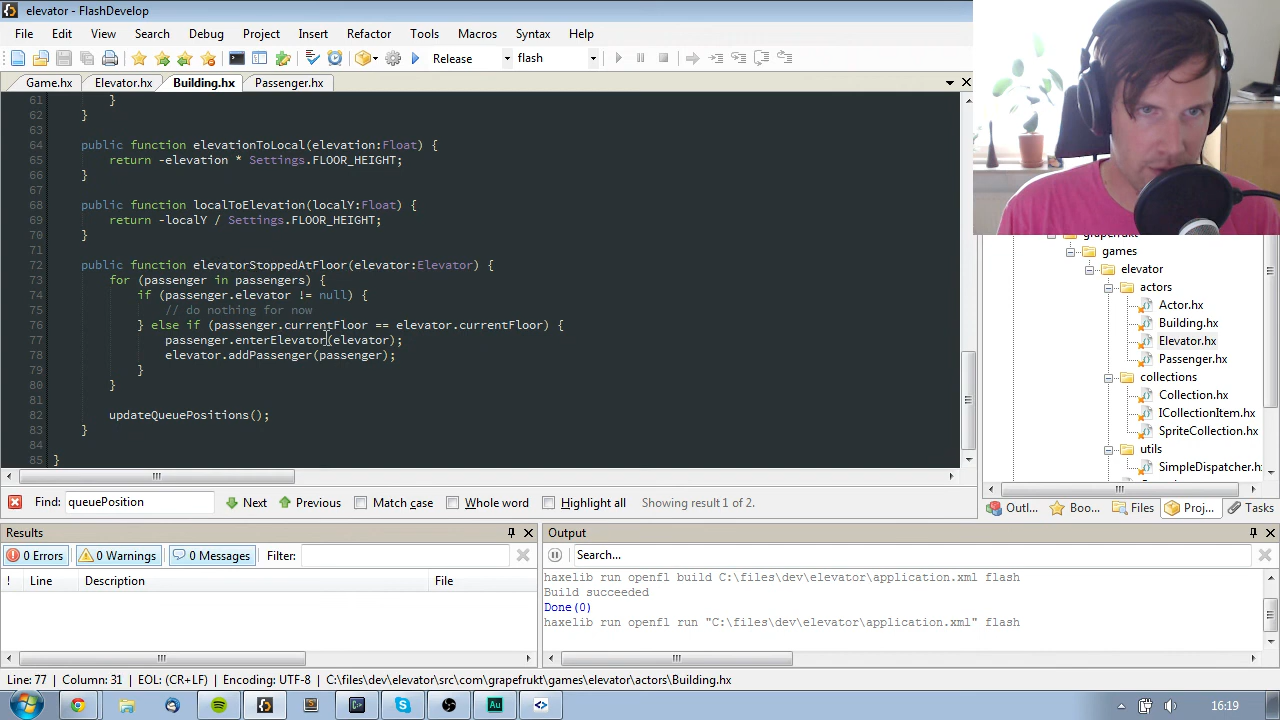 elevator - FlashDevelop
File Edit View Search Debug Project Insert Refactor Tools Macros Syntax Help
Release flash
Game.hx Elevator.hx Building.hx Passenger.hx
61 }
62 }
63
64 public function elevationToLocal(elevation:Float) {
65 return -elevation * Settings.FLOOR_HEIGHT;
66 }
67
68 public function localToElevation(localY:Float) {
69 return -localY / Settings.FLOOR_HEIGHT;
70 }
71
72 public function elevatorStoppedAtFloor(elevator:Elevator) {
73 for (passenger in passengers) {
74 if (passenger.elevator != null) {
75 // do nothing for now
76 } else if (passenger.currentFloor == elevator.currentFloor) {
77 passenger.enterElevator(elevator);
78 elevator.addPassenger(passenger);
79 }
80 }
81
82 updateQueuePositions();
83 }
84
85 }
games
elevator
actors
Actor.hx
Building.hx
Elevator.hx
Passenger.hx
collections
Collection.hx
ICollectionItem.hx
SpriteCollection.hx
utils
SimpleDispatcher.hx
Outl... Boo... Files Proj... Tasks
Find: queuePosition Next Previous Match case Whole word Highlight all Showing result 1 of 2.
Results
0 Errors 0 Warnings 0 Messages Filter:
! Line Description File
Output
Search...
haxelib run openfl build C:\files\dev\elevator\application.xml flash
Build succeeded
Done(0)
haxelib run openfl run "C:\files\dev\elevator\application.xml" flash
Line: 77 Column: 31 EOL: (CR+LF) Encoding: UTF-8 C:\files\dev\elevator\src\com\grapefrukt\games\elevator\actors\Building.hx
16:19